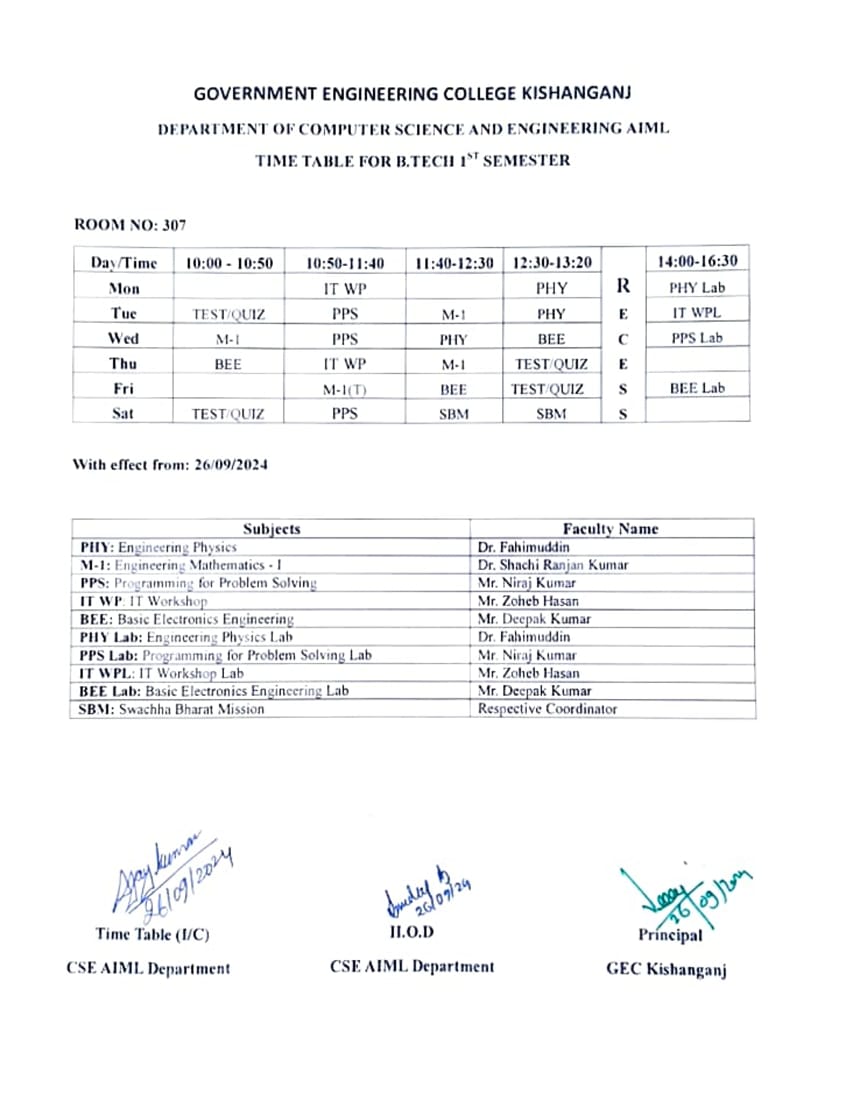 GOVERNMENT ENGINEERING COLLEGE KISHANGANJ
DEPARTMENT OF COMPUTER SCIENCE AND ENGINEERING AIML
TIME TABLE FOR B.TECH 1ST SEMESTER
ROOM NO: 307
Day/Time 10:00 - 10:50 10:50-11:40 11:40-12:30 12:30-13:20 RECESS 14:00-16:30
Mon IT WP PHY PHY Lab
Tue TEST/QUIZ PPS M-1 PHY IT WPL
Wed M-1 PPS PHY BEE PPS Lab
Thu BEE IT WP M-1 TEST/QUIZ
Fri M-1(T) BEE TEST/QUIZ BEE Lab
Sat TEST/QUIZ PPS SBM SBM
With effect from: 26/09/2024
Subjects Faculty Name
PHY: Engineering Physics Dr. Fahimuddin
M-1: Engineering Mathematics - I Dr. Shachi Ranjan Kumar
PPS: Programming for Problem Solving Mr. Niraj Kumar
IT WP: IT Workshop Mr. Zoheb Hasan
BEE: Basic Electronics Engineering Mr. Deepak Kumar
PHY Lab: Engineering Physics Lab Dr. Fahimuddin
PPS Lab: Programming for Problem Solving Lab Mr. Niraj Kumar
IT WPL: IT Workshop Lab Mr. Zoheb Hasan
BEE Lab: Basic Electronics Engineering Lab Mr. Deepak Kumar
SBM: Swachha Bharat Mission Respective Coordinator
Ajay kumar
26/09/2024 26/09/24 26/09/2024
Time Table (I/C) H.O.D Principal
CSE AIML Department CSE AIML Department GEC Kishanganj